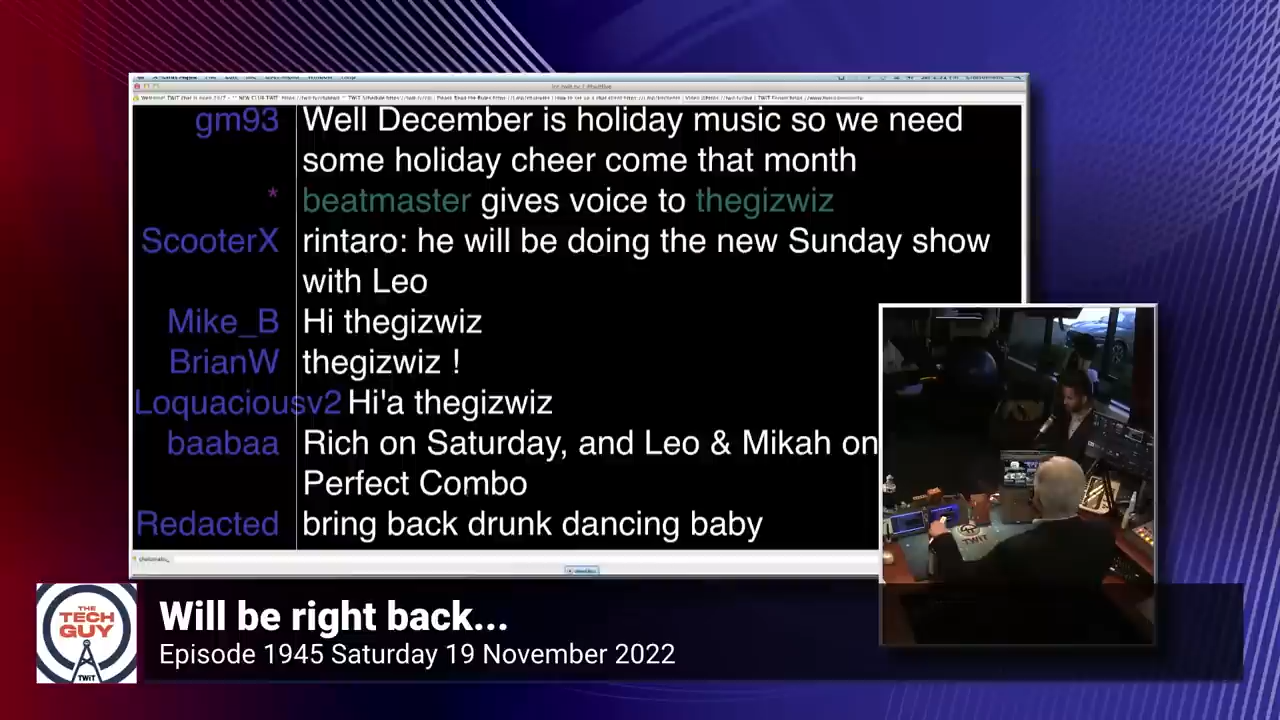 gm93 Well December is holiday music so we need
some holiday cheer come that month
* beatmaster gives voice to thegizwiz
ScooterX rintaro: he will be doing the new Sunday show
with Leo
Mike_B Hi thegizwiz
BrianW thegizwiz !
Loquaciousv2 Hi'a thegizwiz
baabaa Rich on Saturday, and Leo & Mikah on
Perfect Combo
Redacted bring back drunk dancing baby
TWiT
THE
TECH
GUY
TWiT
Will be right back...
Episode 1945 Saturday 19 November 2022